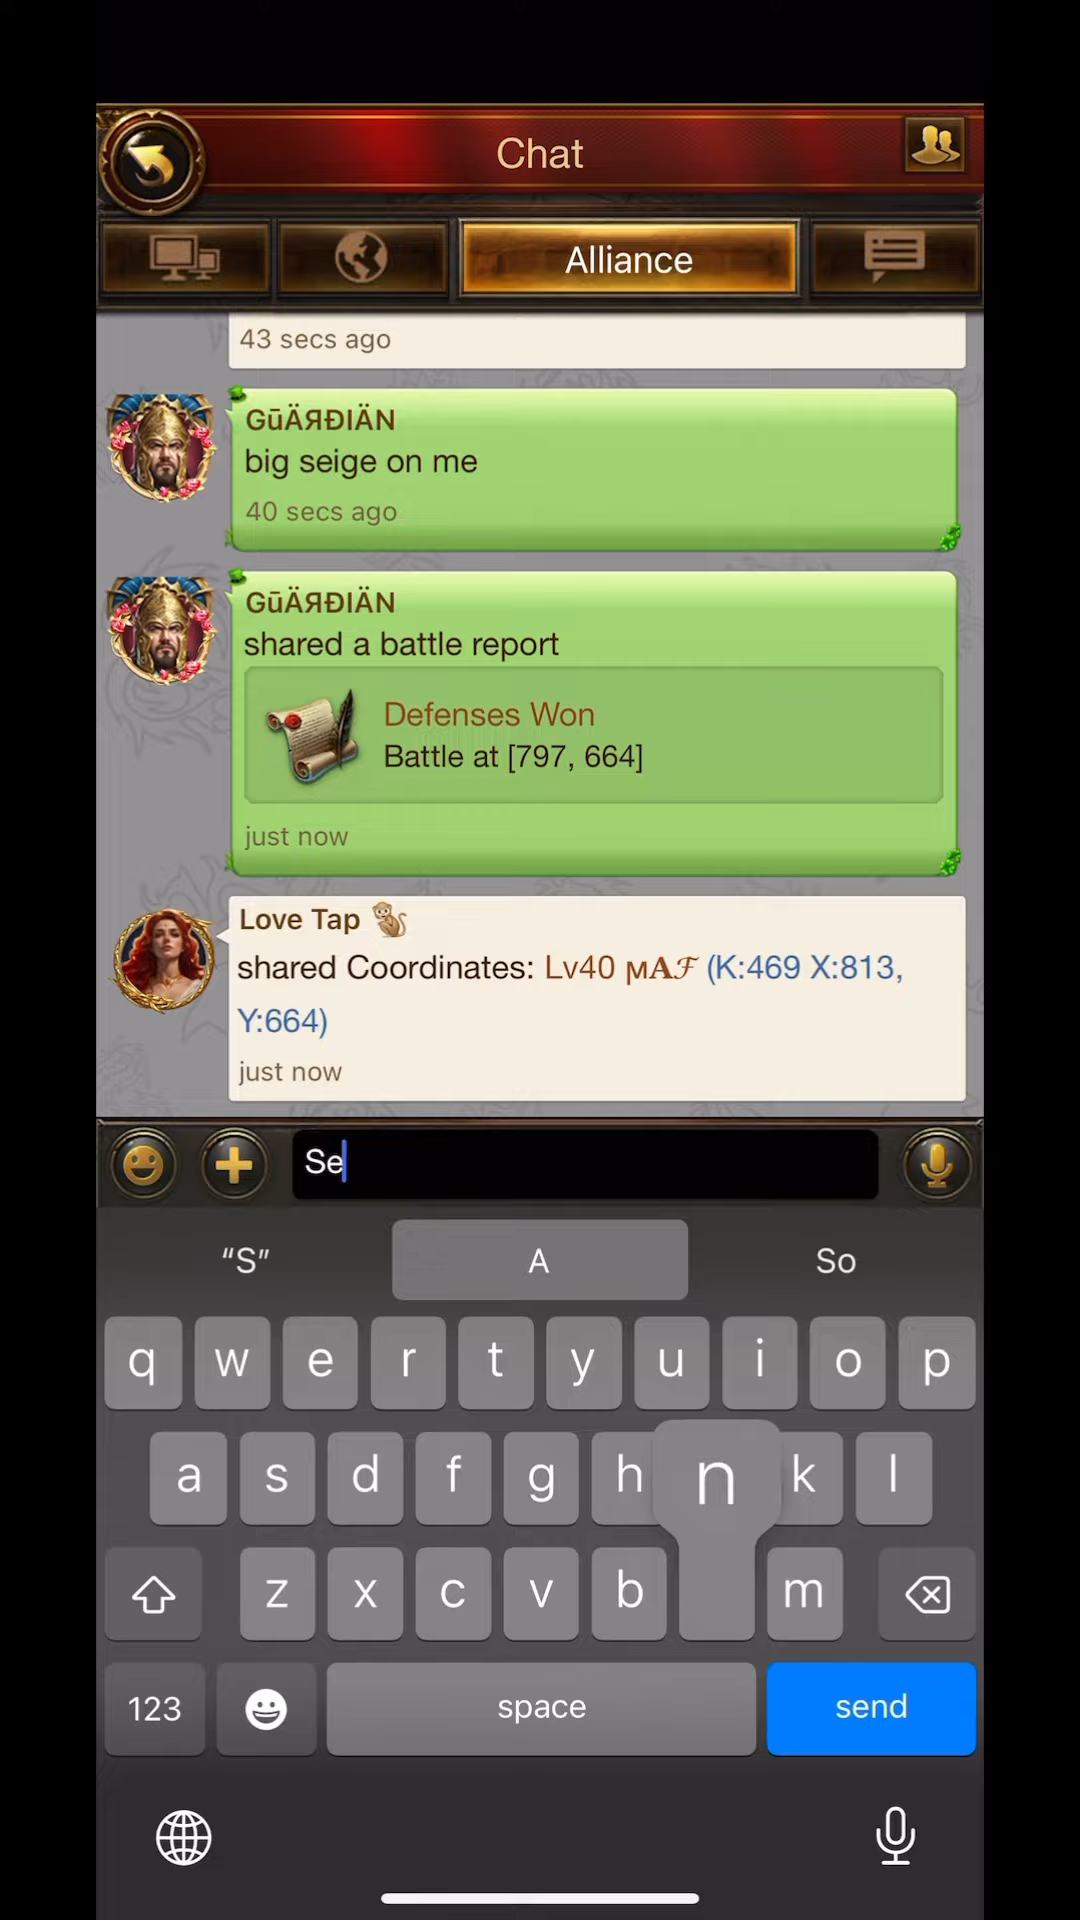 Chat
Alliance
43 secs ago
GūÄЯĐIÄN
big seige on me
40 secs ago
GūÄЯĐIÄN
shared a battle report
Defenses Won
Battle at [797, 664]
just now
Love Tap 🐒
shared Coordinates: Lv40 ᴍ𝐀ℱ (K:469 X:813,
Y:664)
just now
Se
“S” A So
q w e r t y u i o p
a s d f g h n k l
z x c v b m
123 space send